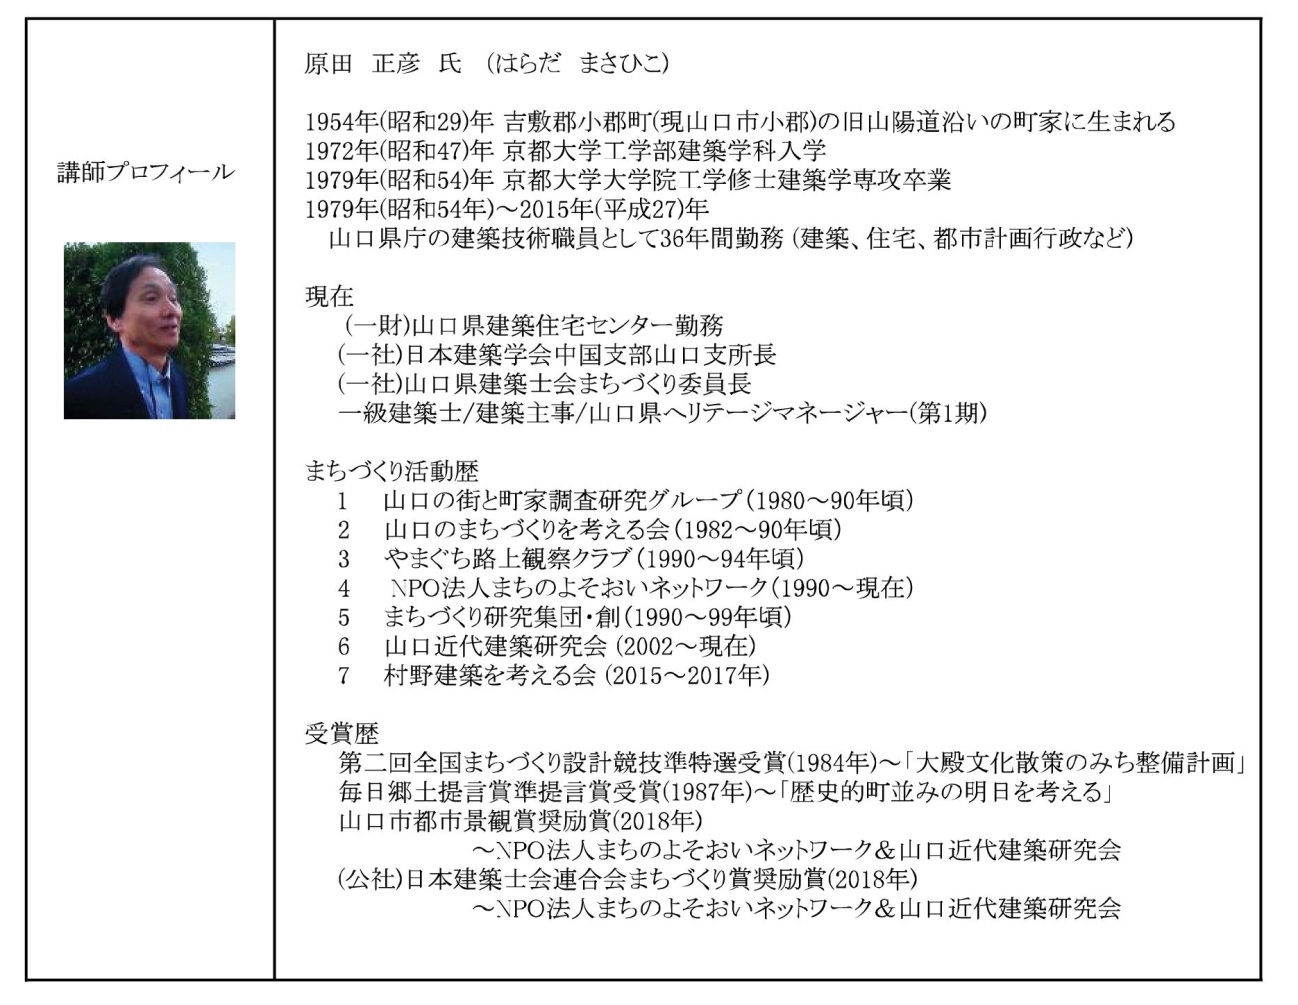 講師プロフィール
原田　正彦　氏　(はらだ　まさひこ)
1954年(昭和29)年 吉敷郡小郡町(現山口市小郡)の旧山陽道沿いの町家に生まれる
1972年(昭和47)年 京都大学工学部建築学科入学
1979年(昭和54)年 京都大学大学院工学修士建築学専攻卒業
1979年(昭和54年)～2015年(平成27)年
山口県庁の建築技術職員として36年間勤務 (建築、住宅、都市計画行政など)
現在
(一財)山口県建築住宅センター勤務
(一社)日本建築学会中国支部山口支所長
(一社)山口県建築士会まちづくり委員長
一級建築士/建築主事/山口県ヘリテージマネージャー(第1期)
まちづくり活動歴
1　山口の街と町家調査研究グループ(1980～90年頃)
2　山口のまちづくりを考える会(1982～90年頃)
3　やまぐち路上観察クラブ(1990～94年頃)
4　NPO法人まちのよそおいネットワーク(1990～現在)
5　まちづくり研究集団・創(1990～99年頃)
6　山口近代建築研究会 (2002～現在)
7　村野建築を考える会 (2015～2017年)
受賞歴
第二回全国まちづくり設計競技準特選受賞(1984年)～「大殿文化散策のみち整備計画」
毎日郷土提言賞準提言賞受賞(1987年)～「歴史的町並みの明日を考える」
山口市都市景観賞奨励賞(2018年)
～NPO法人まちのよそおいネットワーク＆山口近代建築研究会
(公社)日本建築士会連合会まちづくり賞奨励賞(2018年)
～NPO法人まちのよそおいネットワーク＆山口近代建築研究会